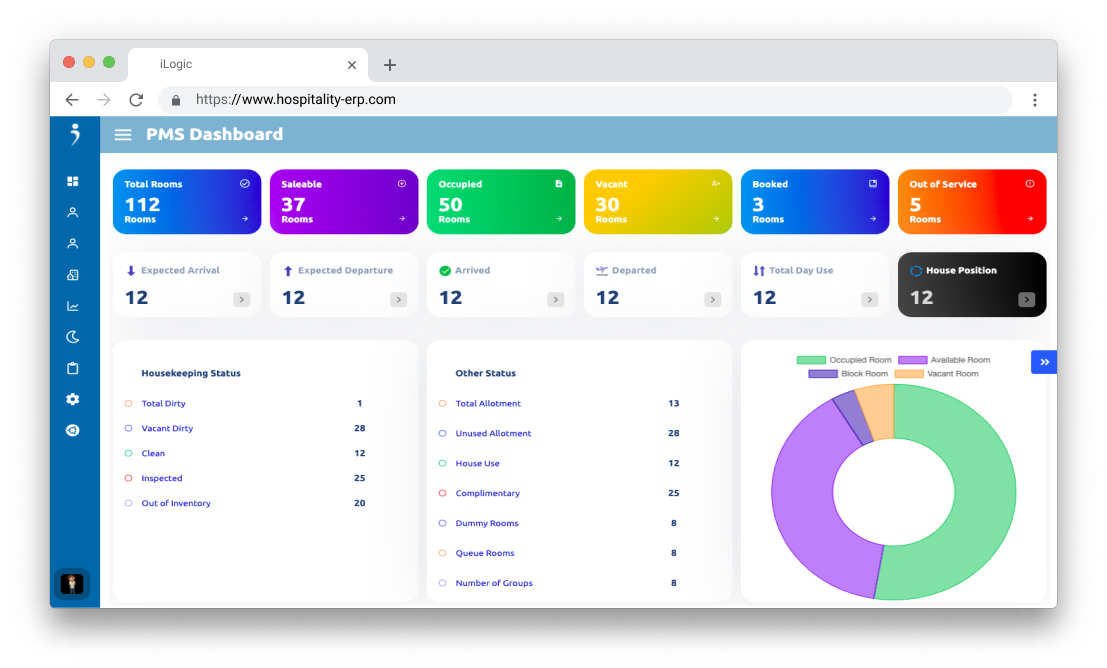 iLogic
https://www.hospitality-erp.com
PMS Dashboard
Total Rooms
112
Rooms
Saleable
37
Rooms
Occupied
50
Rooms
Vacant
30
Rooms
Booked
3
Rooms
Out of Service
5
Rooms
Expected Arrival
12
Expected Departure
12
Arrived
12
Departed
12
Total Day Use
12
House Position
12
Housekeeping Status
Total Dirty 1
Vacant Dirty 28
Clean 12
Inspected 25
Out of Inventory 20
Other Status
Total Allotment 13
Unused Allotment 28
House Use 12
Complimentary 25
Dummy Rooms 8
Queue Rooms 8
Number of Groups 8
Occupied Room Available Room
Block Room Vacant Room